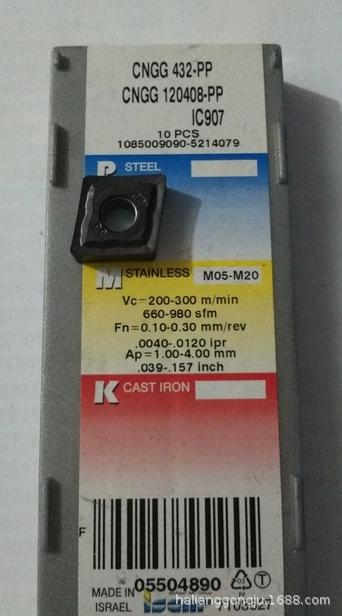 CNGG 432-PP
CNGG 120408-PP
IC907
10 PCS
1085009090-5214079
P STEEL
M STAINLESS M05-M20
Vc=200-300 m/min
660-980 sfm
Fn=0.10-0.30 mm/rev
.0040-.0120 ipr
Ap=1.00-4.00 mm
.039-.157 inch
K CAST IRON
F
05504890
MADE IN
ISRAEL
T
halianggongju.1688.com